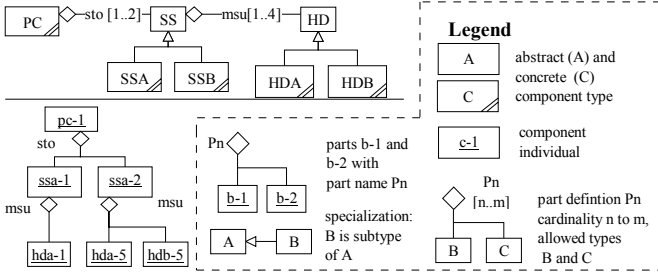 PC
sto [1..2]
SS
msu[1..4]
HD
SSA
SSB
HDA
HDB
pc-1
sto
ssa-1
ssa-2
msu
msu
hda-1
hda-5
hdb-5
Pn
b-1
b-2
parts b-1 and
b-2 with
part name Pn
A
B
specialization:
B is subtype
of A
Legend
A
abstract (A) and
concrete (C)
component type
C
c-1
component
individual
Pn
[n..m]
B
C
part defintion Pn
cardinality n to m,
allowed types
B and C